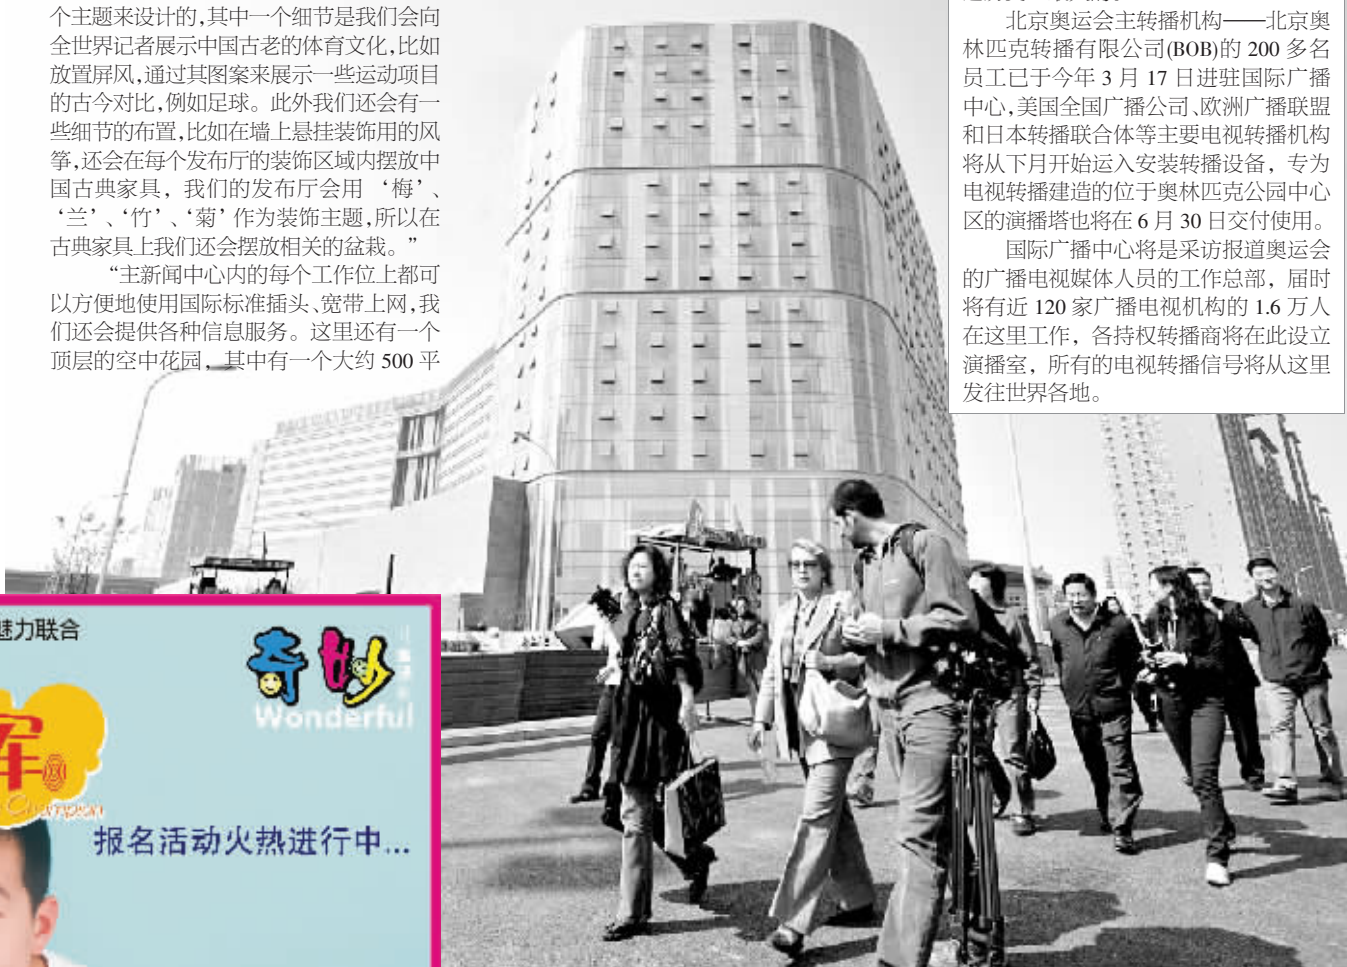 个主题来设计的,其中一个细节是我们会向
全世界记者展示中国古老的体育文化,比如
放置屏风,通过其图案来展示一些运动项目
的古今对比,例如足球。此外我们还会有一
些细节的布置,比如在墙上悬挂装饰用的风
筝,还会在每个发布厅的装饰区域内摆放中
国古典家具，我们的发布厅会用‘梅’、
‘兰’、‘竹’、‘菊’作为装饰主题,所以在
古典家具上我们还会摆放相关的盆栽。”
“主新闻中心内的每个工作位上都可
以方便地使用国际标准插头、宽带上网,我
们还会提供各种信息服务。这里还有一个
顶层的空中花园，其中有一个大约 500 平
北京奥运会主转播机构——北京奥
林匹克转播有限公司(BOB)的 200 多名
员工已于今年 3 月 17 日进驻国际广播
中心,美国全国广播公司、欧洲广播联盟
和日本转播联合体等主要电视转播机构
将从下月开始运入安装转播设备，专为
电视转播建造的位于奥林匹克公园中心
区的演播塔也将在 6 月 30 日交付使用。
国际广播中心将是采访报道奥运会
的广播电视媒体人员的工作总部，届时
将有近 120 家广播电视机构的 1.6 万人
在这里工作，各持权转播商将在此设立
演播室，所有的电视转播信号将从这里
发往世界各地。
魅力联合
奇妙
Wonderful
军
Champion
报名活动火热进行中...